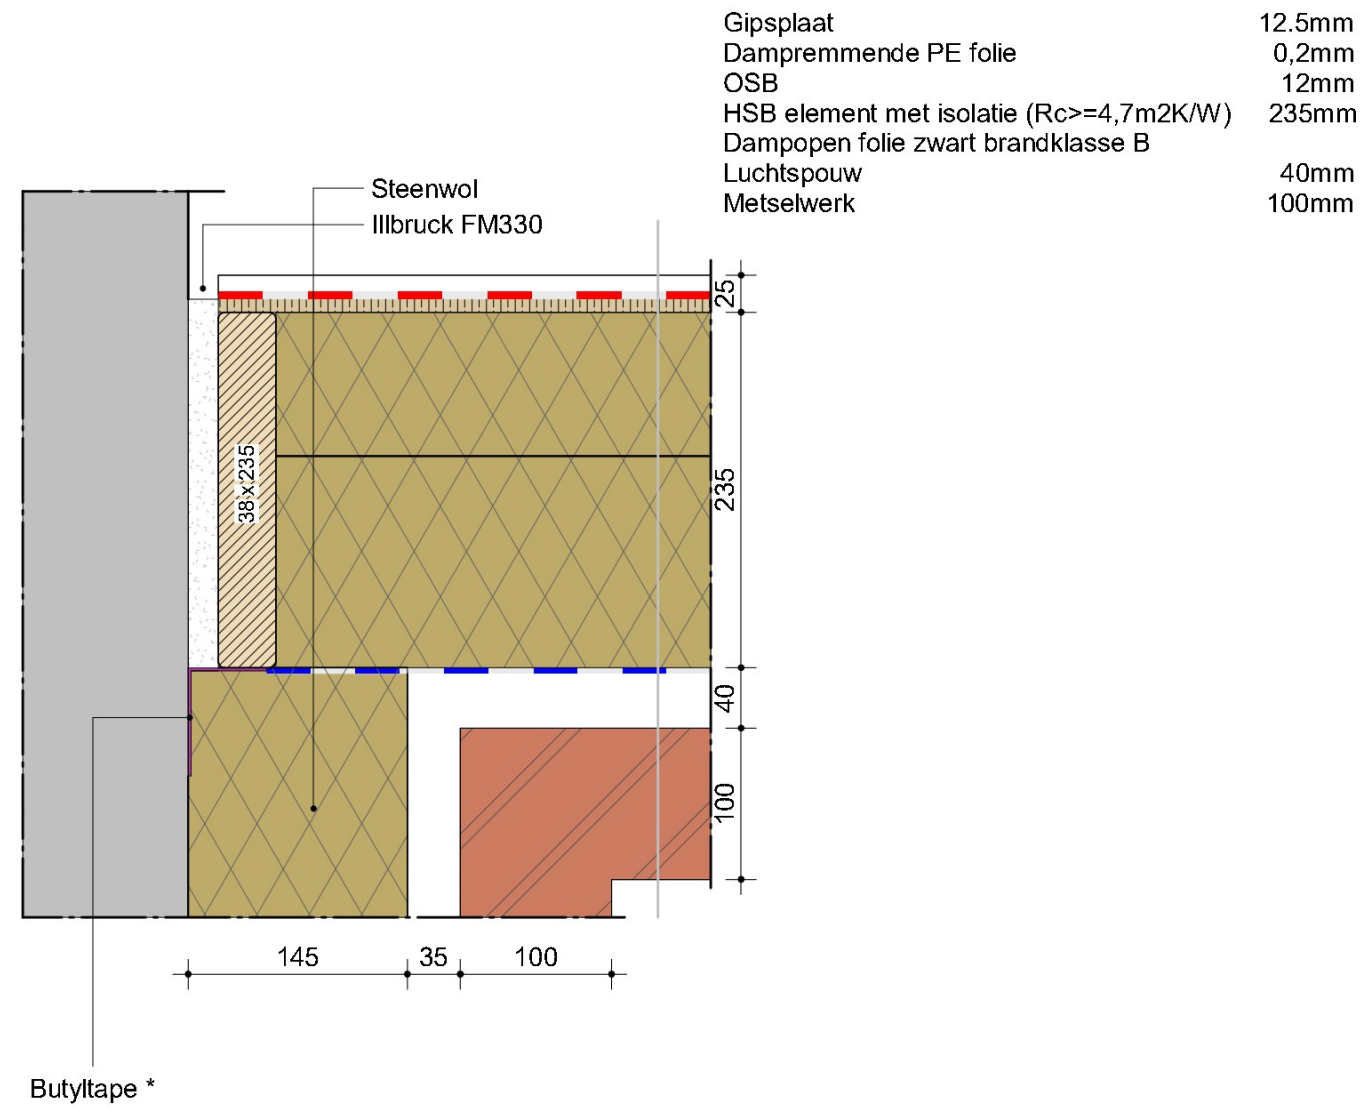 Gipsplaat 12.5mm
Dampremmende PE folie 0,2mm
OSB 12mm
HSB element met isolatie (Rc>=4,7m2K/W) 235mm
Dampopen folie zwart brandklasse B
Luchtspouw 40mm
Metselwerk 100mm
Steenwol
Illbruck FM330
25
38x235
235
40
100
145 35 100
Butyltape *